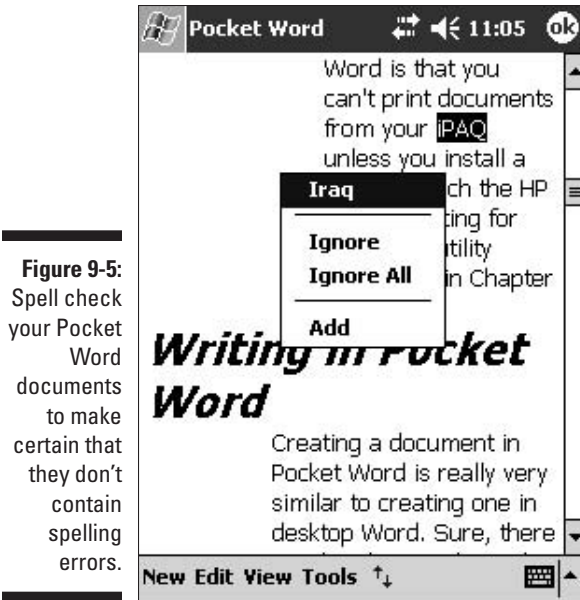 Pocket Word 11:05 ok
Word is that you
can't print documents
from your iPAQ
unless you install a
ch the HP
ting for
tility
in Chapter
Iraq
Ignore
Ignore All
Add
Writing in Pocket
Word
Creating a document in
Pocket Word is really very
similar to creating one in
desktop Word. Sure, there
New Edit View Tools
Figure 9-5:
Spell check
your Pocket
Word
documents
to make
certain that
they don't
contain
spelling
errors.